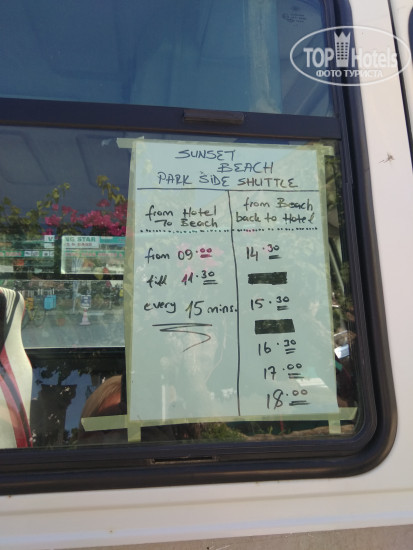 TOP Hotels
ФОТО ТУРИСТА
SUNSET
BEACH
PARK SIDE SHUTTLE
from Hotel
To Beach
from 09.00
till 11.30
every 15 mins.
from Beach
back to Hotel
14.30
15.30
16.30
17.00
18.00